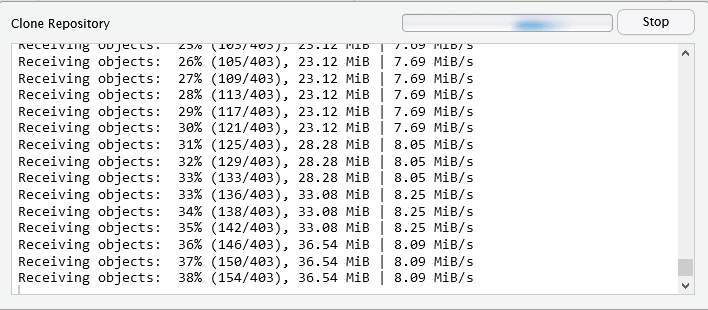 Clone Repository
Stop
Receiving objects:  25% (103/403), 23.12 MiB | 7.69 MiB/s
Receiving objects:  26% (105/403), 23.12 MiB | 7.69 MiB/s
Receiving objects:  27% (109/403), 23.12 MiB | 7.69 MiB/s
Receiving objects:  28% (113/403), 23.12 MiB | 7.69 MiB/s
Receiving objects:  29% (117/403), 23.12 MiB | 7.69 MiB/s
Receiving objects:  30% (121/403), 23.12 MiB | 7.69 MiB/s
Receiving objects:  31% (125/403), 28.28 MiB | 8.05 MiB/s
Receiving objects:  32% (129/403), 28.28 MiB | 8.05 MiB/s
Receiving objects:  33% (133/403), 28.28 MiB | 8.05 MiB/s
Receiving objects:  33% (136/403), 33.08 MiB | 8.25 MiB/s
Receiving objects:  34% (138/403), 33.08 MiB | 8.25 MiB/s
Receiving objects:  35% (142/403), 33.08 MiB | 8.25 MiB/s
Receiving objects:  36% (146/403), 36.54 MiB | 8.09 MiB/s
Receiving objects:  37% (150/403), 36.54 MiB | 8.09 MiB/s
Receiving objects:  38% (154/403), 36.54 MiB | 8.09 MiB/s